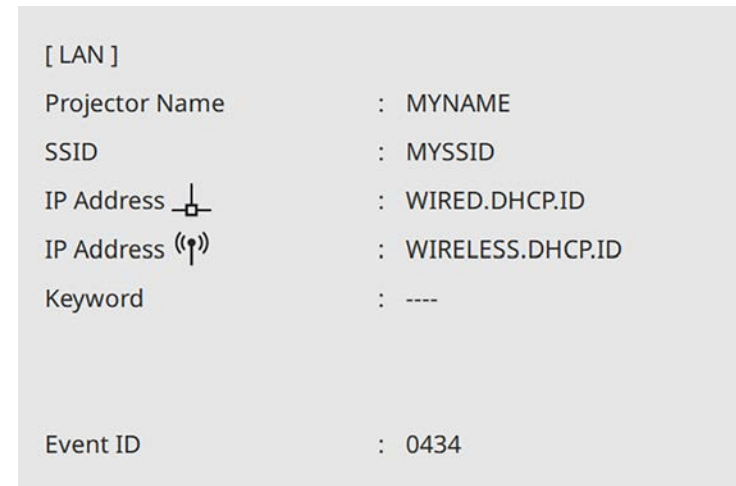 [ LAN ]
Projector Name : MYNAME
SSID : MYSSID
IP Address : WIRED.DHCP.ID
IP Address : WIRELESS.DHCP.ID
Keyword : ----
Event ID : 0434